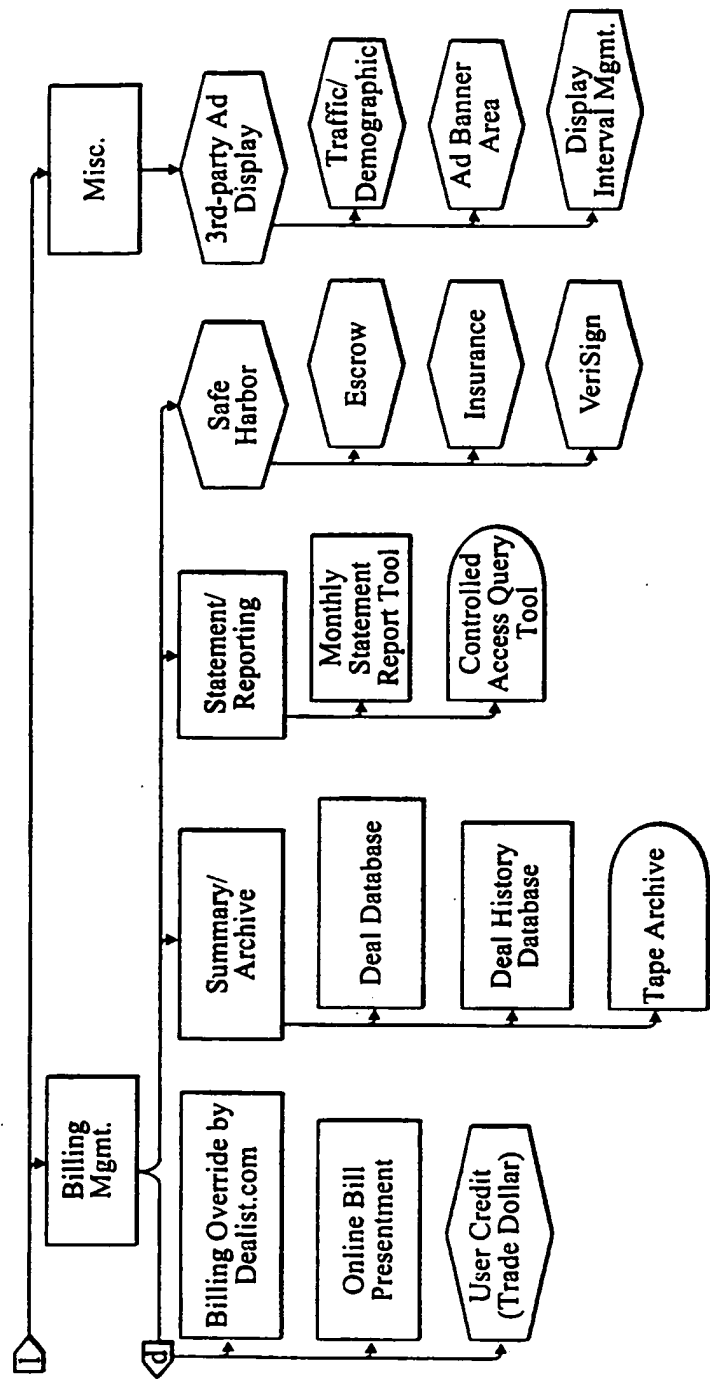 1
Billing
Mgmt.
Misc.
d
Billing Override by
Dealist.com
Online Bill
Presentment
User Credit
(Trade Dollar)
Summary/
Archive
Deal Database
Deal History
Database
Tape Archive
Statement/
Reporting
Monthly
Statement
Report Tool
Controlled
Access Query
Tool
Safe
Harbor
Escrow
Insurance
VeriSign
3rd-party Ad
Display
Traffic/
Demographic
Ad Banner
Area
Display
Interval Mgmt.